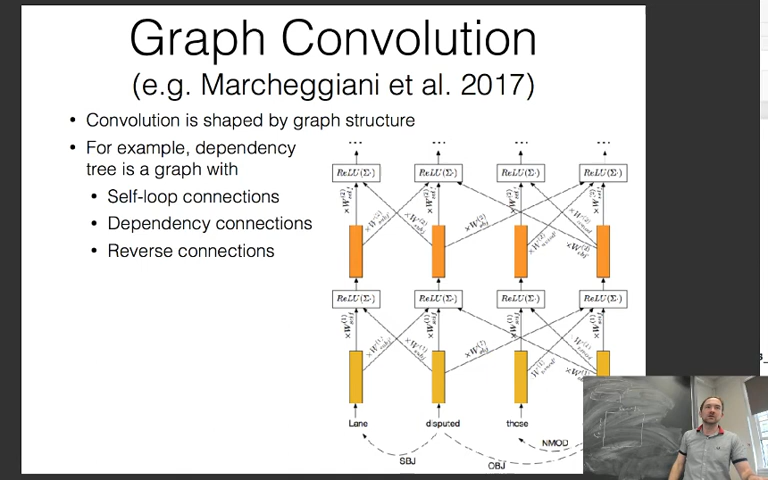 Graph Convolution
(e.g. Marcheggiani et al. 2017)
• Convolution is shaped by graph structure
• For example, dependency
tree is a graph with
• Self-loop connections
• Dependency connections
• Reverse connections
... ... ... ...
ReLU(Σ·) ReLU(Σ·) ReLU(Σ·) ReLU(Σ·)
ReLU(Σ·) ReLU(Σ·) ReLU(Σ·) ReLU(Σ·)
Lane disputed those
NMOD
SBJ
OBJ